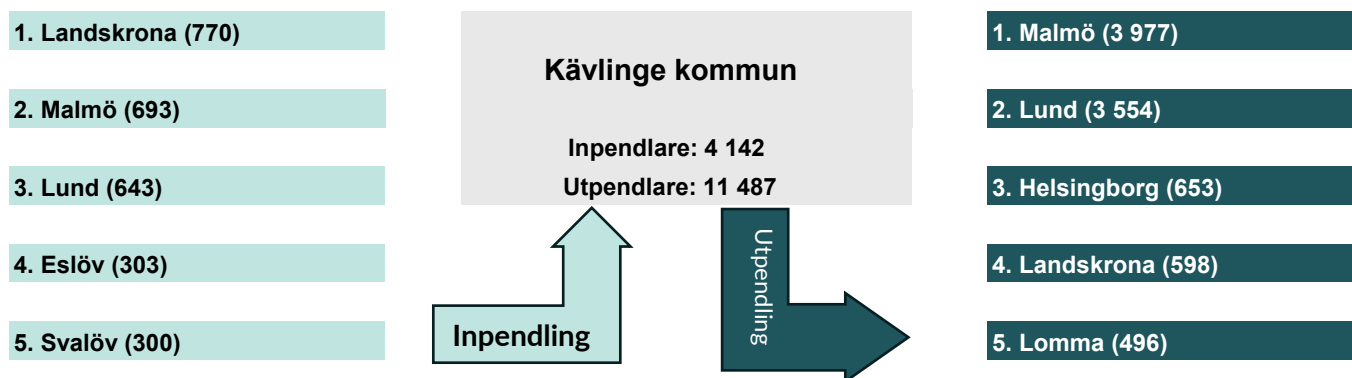 1. Landskrona (770)
2. Malmö (693)
3. Lund (643)
4. Eslöv (303)
5. Svalöv (300)
Kävlinge kommun
Inpendlare: 4 142
Utpendlare: 11 487
Inpendling
Utpendling
1. Malmö (3 977)
2. Lund (3 554)
3. Helsingborg (653)
4. Landskrona (598)
5. Lomma (496)